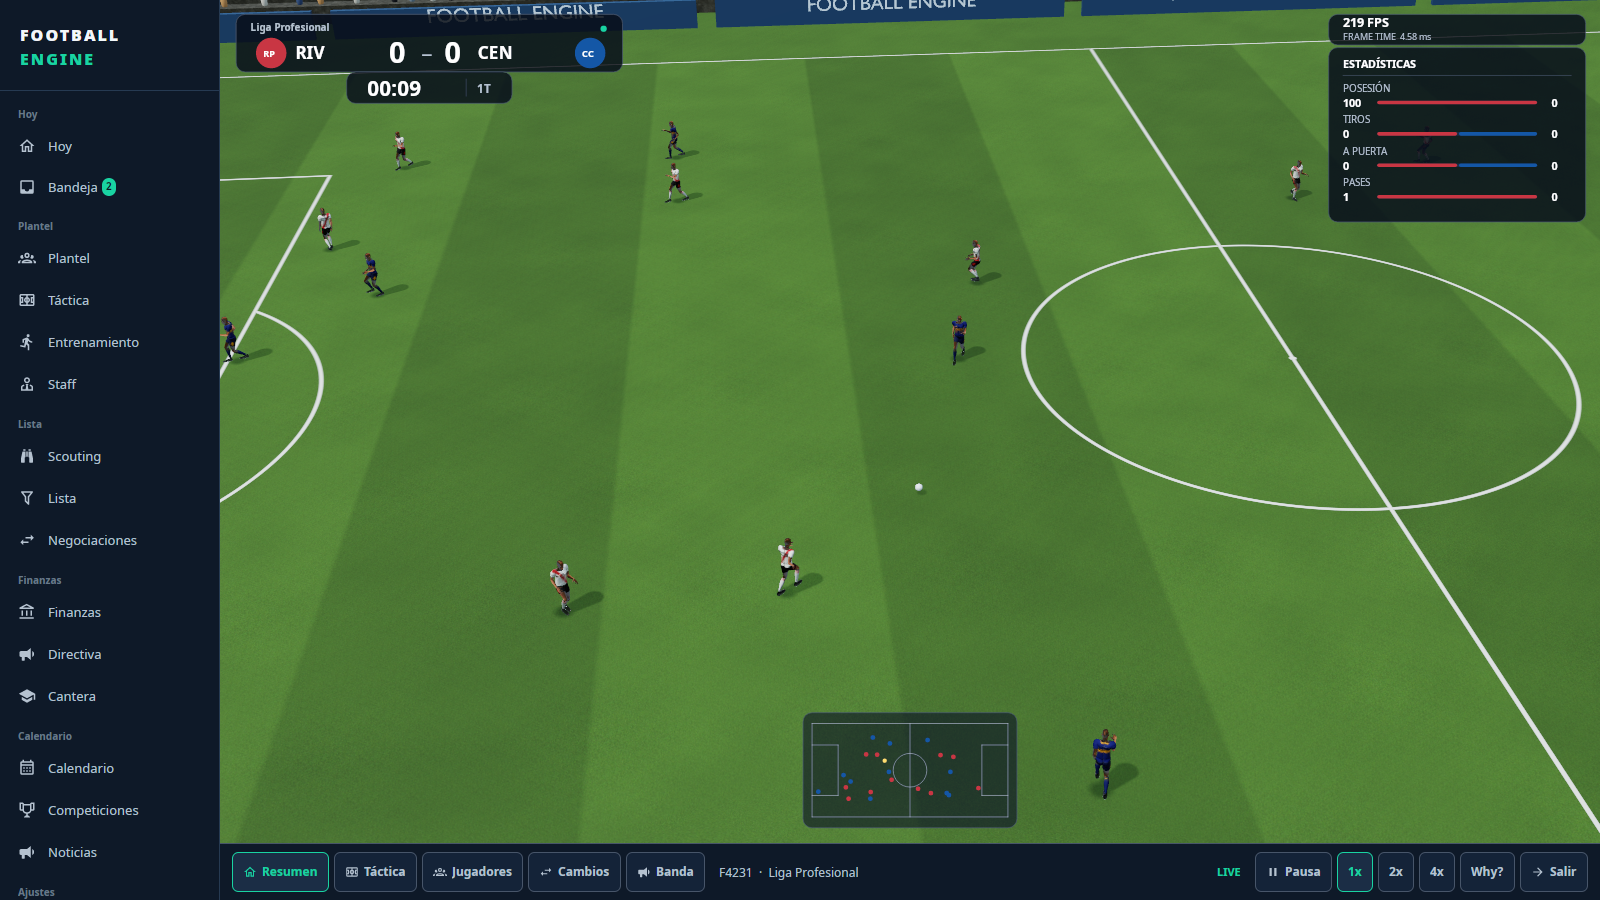 FOOTBALL
ENGINE
Hoy
Hoy
Bandeja 2
Plantel
Plantel
Táctica
Entrenamiento
Staff
Lista
Scouting
Lista
Negociaciones
Finanzas
Finanzas
Directiva
Cantera
Calendario
Calendario
Competiciones
Noticias
Ajustes
FOOTBALL ENGINE
FOOTBALL ENGINE
Liga Profesional
RP RIV 0 – 0 CEN CC
00:09 1T
219 FPS
FRAME TIME 4.58 ms
ESTADÍSTICAS
POSESIÓN
100 0
TIROS
0 0
A PUERTA
0 0
PASES
1 0
Resumen Táctica Jugadores Cambios Banda F4231 · Liga Profesional LIVE Pausa 1x 2x 4x Why? Salir